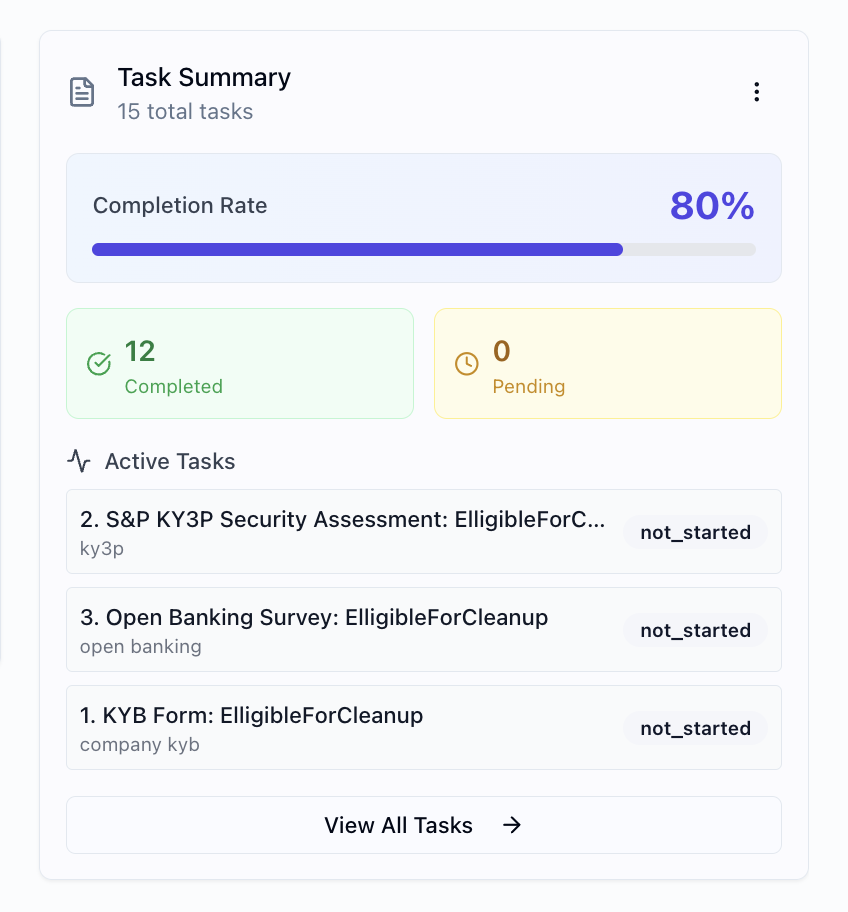 Task Summary
15 total tasks
Completion Rate
80%
12
Completed
0
Pending
Active Tasks
2. S&P KY3P Security Assessment: ElligibleForC...
ky3p
not_started
3. Open Banking Survey: ElligibleForCleanup
open banking
not_started
1. KYB Form: ElligibleForCleanup
company kyb
not_started
View All Tasks